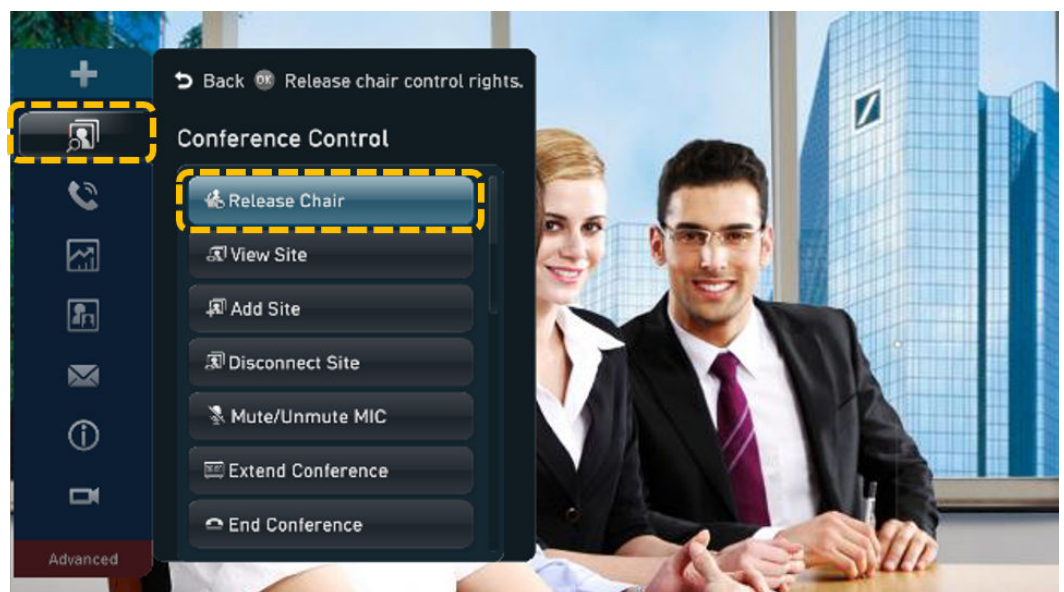 Back OK Release chair control rights.
Conference Control
Release Chair
View Site
Add Site
Disconnect Site
Mute/Unmute MIC
Extend Conference
End Conference
Advanced